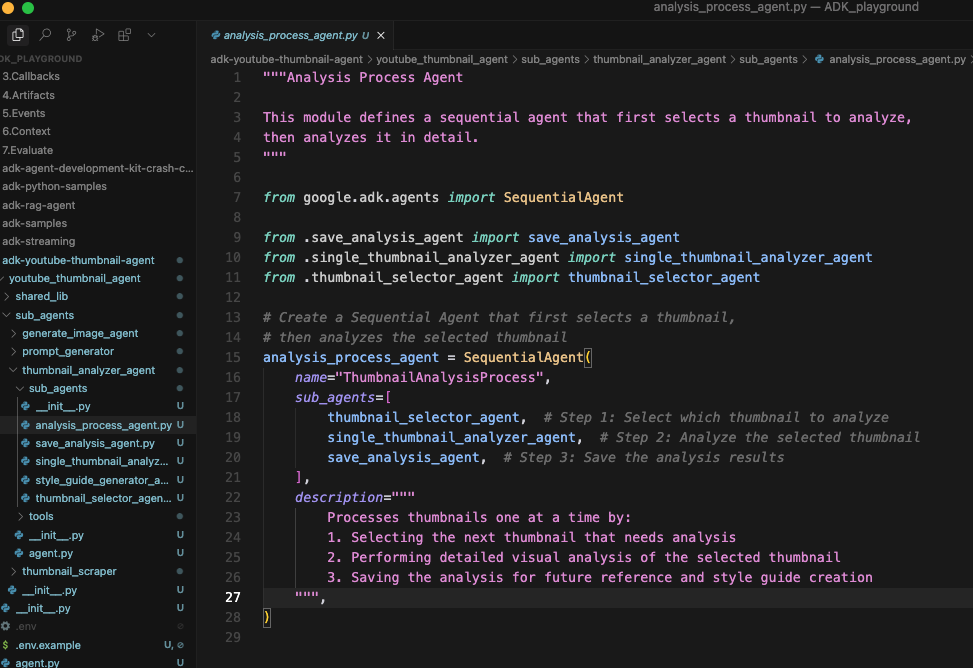 analysis_process_agent.py — ADK_playground
analysis_process_agent.py U
DK_PLAYGROUND
3.Callbacks
4.Artifacts
5.Events
6.Context
7.Evaluate
adk-agent-development-kit-crash-c...
adk-python-samples
adk-rag-agent
adk-samples
adk-streaming
adk-youtube-thumbnail-agent
youtube_thumbnail_agent
shared_lib
sub_agents
generate_image_agent
prompt_generator
thumbnail_analyzer_agent
sub_agents
__init__.py U
analysis_process_agent.py U
save_analysis_agent.py U
single_thumbnail_analyz... U
style_guide_generator_a... U
thumbnail_selector_agen... U
tools
__init__.py U
agent.py U
thumbnail_scraper
__init__.py U
__init__.py U
.env
$ .env.example U,
agent.py U
adk-youtube-thumbnail-agent > youtube_thumbnail_agent > sub_agents > thumbnail_analyzer_agent > sub_agents > analysis_process_agent.py >
1 """Analysis Process Agent
2
3 This module defines a sequential agent that first selects a thumbnail to analyze,
4 then analyzes it in detail.
5 """
6
7 from google.adk.agents import SequentialAgent
8
9 from .save_analysis_agent import save_analysis_agent
10 from .single_thumbnail_analyzer_agent import single_thumbnail_analyzer_agent
11 from .thumbnail_selector_agent import thumbnail_selector_agent
12
13 # Create a Sequential Agent that first selects a thumbnail,
14 # then analyzes the selected thumbnail
15 analysis_process_agent = SequentialAgent(
16 name="ThumbnailAnalysisProcess",
17 sub_agents=[
18 thumbnail_selector_agent, # Step 1: Select which thumbnail to analyze
19 single_thumbnail_analyzer_agent, # Step 2: Analyze the selected thumbnail
20 save_analysis_agent, # Step 3: Save the analysis results
21 ],
22 description="""
23 Processes thumbnails one at a time by:
24 1. Selecting the next thumbnail that needs analysis
25 2. Performing detailed visual analysis of the selected thumbnail
26 3. Saving the analysis for future reference and style guide creation
27 """,
28 )
29